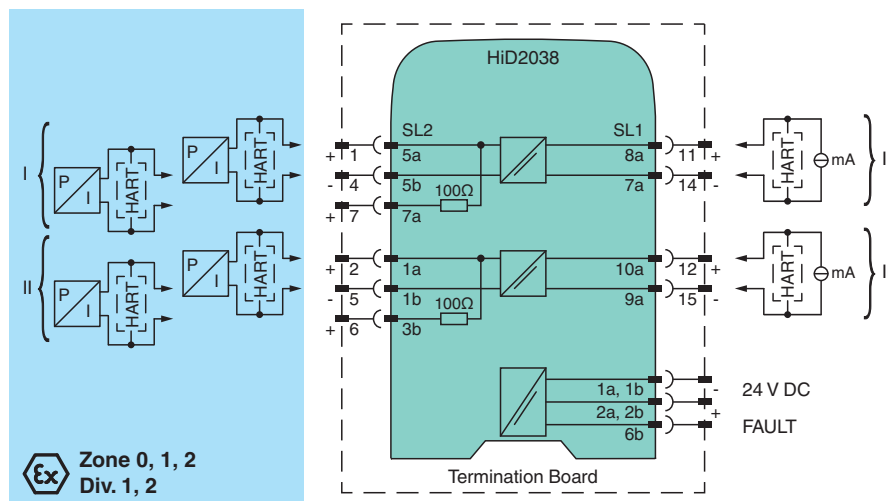 HiD2038
SL2 SL1
I
P
I
HART
P
I
HART
+ 1 5a 8a 11 +
- 4 5b 7a 14 -
+ 7 7a 100Ω
HART
mA
I
II
P
I
HART
P
I
HART
+ 2 1a 10a 12 +
- 5 1b 9a 15 -
+ 6 3b 100Ω
HART
mA
I
1a, 1b - 24 V DC
2a, 2b +
6b FAULT
Ex Zone 0, 1, 2
Div. 1, 2
Termination Board